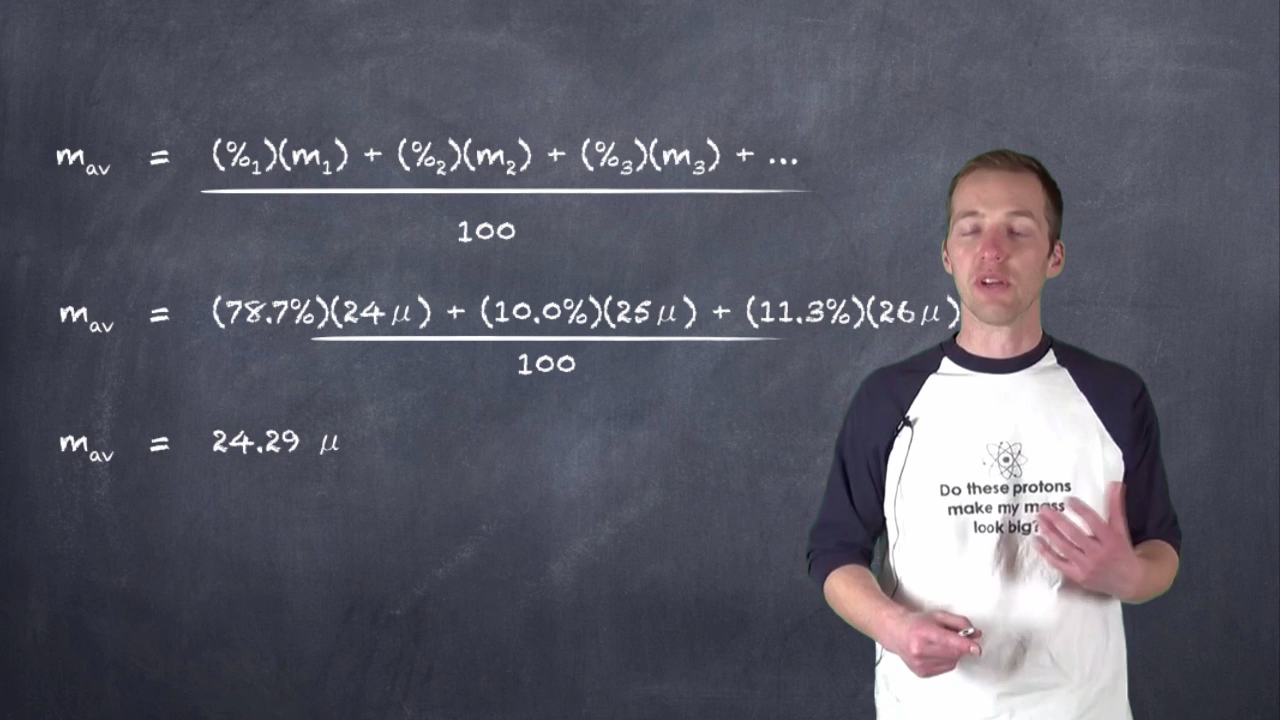 m_av = (%₁)(m₁) + (%₂)(m₂) + (%₃)(m₃) + ...
100
m_av = (78.7%)(24 μ) + (10.0%)(25 μ) + (11.3%)(26 μ)
100
m_av = 24.29 μ
Do these protons
make my mass
look big?